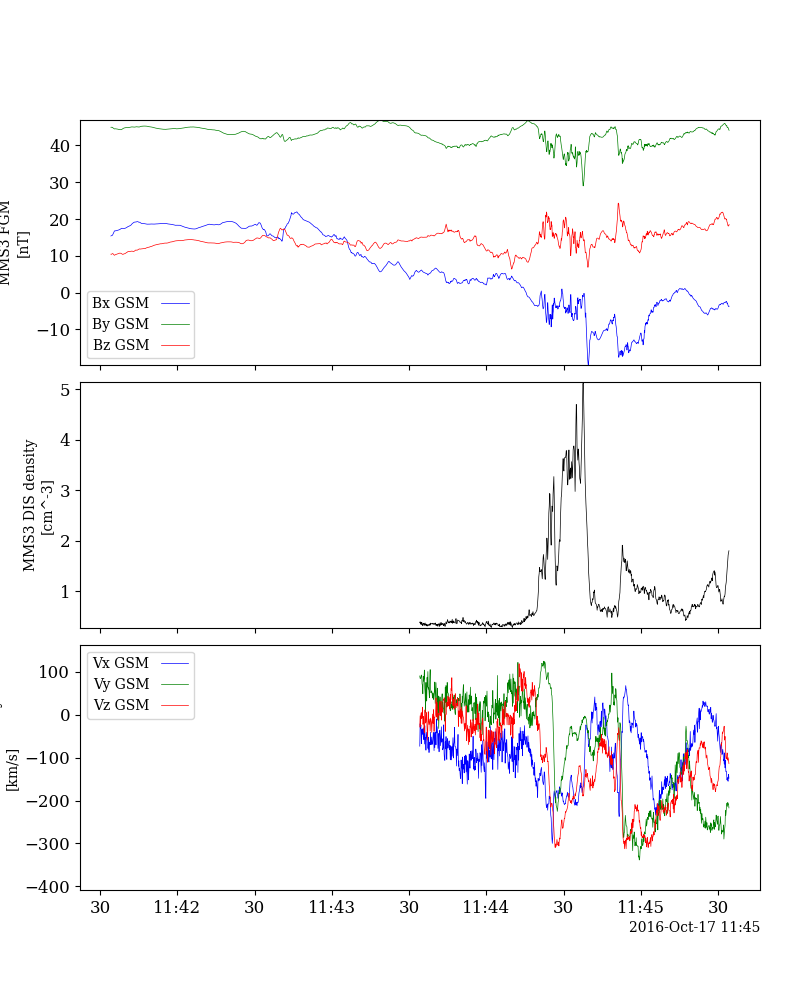 40
30
20
10
0
−10
MMS3 FGM
[nT]
Bx GSM
By GSM
Bz GSM
5
4
3
2
1
MMS3 DIS density
[cm^-3]
100
0
−100
−200
−300
−400
[km/s]
Vx GSM
Vy GSM
Vz GSM
30 11:42 30 11:43 30 11:44 30 11:45 30
2016-Oct-17 11:45